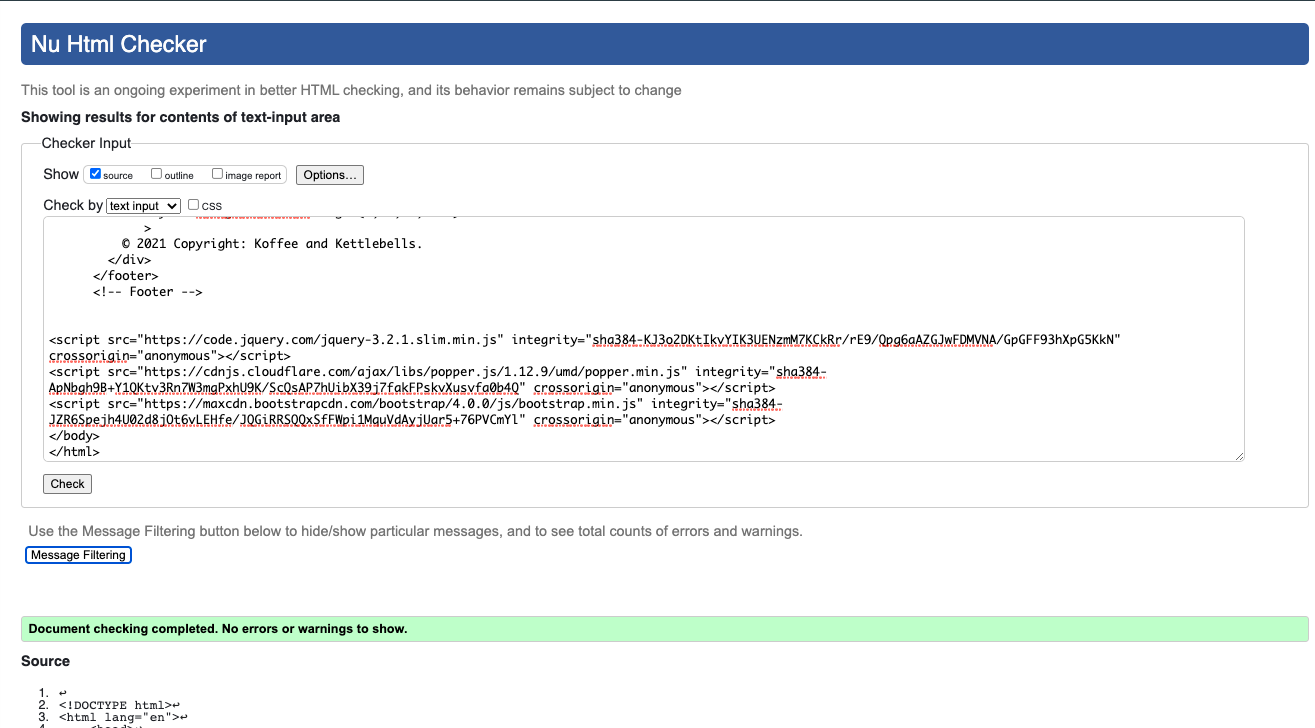 Nu Html Checker
This tool is an ongoing experiment in better HTML checking, and its behavior remains subject to change
Showing results for contents of text-input area
Checker Input
Show source outline image report Options...
Check by text input css
>
© 2021 Copyright: Koffee and Kettlebells.
</div>
</footer>
<!-- Footer -->
<script src="https://code.jquery.com/jquery-3.2.1.slim.min.js" integrity="sha384-KJ3o2DKtIkvYIK3UENzmM7KCkRr/rE9/Qpg6aAZGJwFDMVNA/GpGFF93hXpG5KkN"
crossorigin="anonymous"></script>
<script src="https://cdnjs.cloudflare.com/ajax/libs/popper.js/1.12.9/umd/popper.min.js" integrity="sha384-
ApNbgh9B+Y1QKtv3Rn7W3mgPxhU9K/ScQsAP7hUibX39j7fakFPskvXusvfa0b4Q" crossorigin="anonymous"></script>
<script src="https://maxcdn.bootstrapcdn.com/bootstrap/4.0.0/js/bootstrap.min.js" integrity="sha384-
JZR6Spejh4U02d8jOt6vLEHfe/JQGiRRSQQxSfFWpi1MquVdAyjUar5+76PVCmYl" crossorigin="anonymous"></script>
</body>
</html>
Check
Use the Message Filtering button below to hide/show particular messages, and to see total counts of errors and warnings.
Message Filtering
Document checking completed. No errors or warnings to show.
Source
1. ↩
2. <!DOCTYPE html>↩
3. <html lang="en">↩